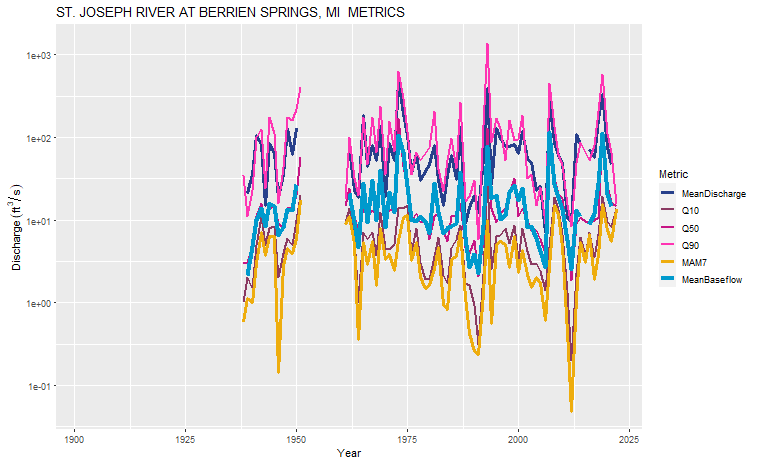 ST. JOSEPH RIVER AT BERRIEN SPRINGS, MI  METRICS
1e+03
1e+02
1e+01
1e+00
1e-01
Discharge (ft³/ s)
1900
1925
1950
1975
2000
2025
Year
Metric
MeanDischarge
Q10
Q50
Q90
MAM7
MeanBaseflow